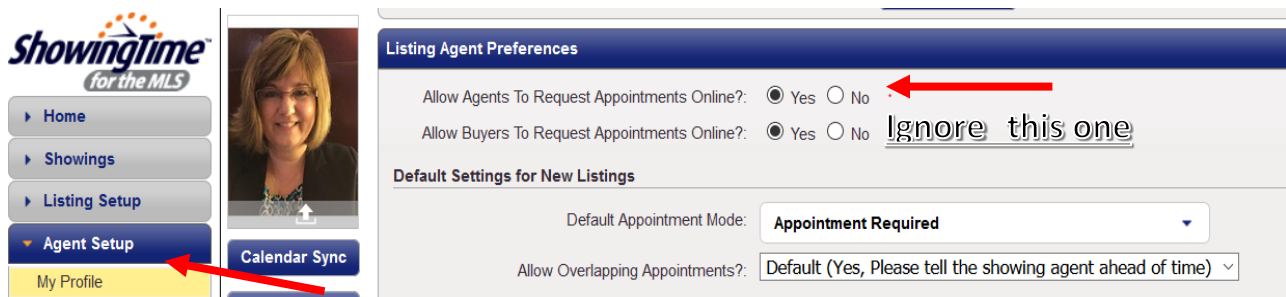 ShowingTime™
for the MLS
Home
Showings
Listing Setup
Agent Setup
My Profile
Calendar Sync
Listing Agent Preferences
Allow Agents To Request Appointments Online?: Yes No
Allow Buyers To Request Appointments Online?: Yes No Ignore this one
Default Settings for New Listings
Default Appointment Mode: Appointment Required
Allow Overlapping Appointments?: Default (Yes, Please tell the showing agent ahead of time)